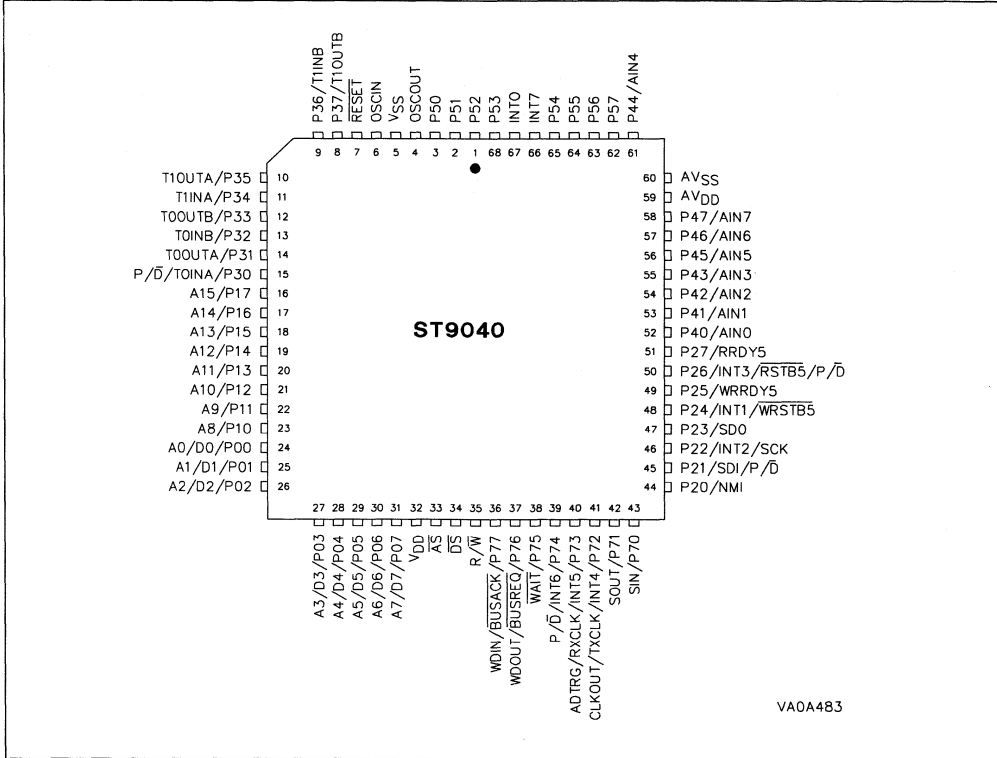 P36/T1INB
P37/T1OUTB
R̅E̅S̅E̅T̅
OSCIN
VSS
OSCOUT
P50
P51
P52
P53
INT0
INT7
P54
P55
P56
P57
P44/AIN4
9 8 7 6 5 4 3 2 1 68 67 66 65 64 63 62 61
T1OUTA/P35 10
T1INA/P34 11
T0OUTB/P33 12
T0INB/P32 13
T0OUTA/P31 14
P/D̅/T0INA/P30 15
A15/P17 16
A14/P16 17
A13/P15 18
A12/P14 19
A11/P13 20
A10/P12 21
A9/P11 22
A8/P10 23
A0/D0/P00 24
A1/D1/P01 25
A2/D2/P02 26
ST9040
60 AVSS
59 AVDD
58 P47/AIN7
57 P46/AIN6
56 P45/AIN5
55 P43/AIN3
54 P42/AIN2
53 P41/AIN1
52 P40/AIN0
51 P27/RRDY5
50 P26/INT3/R̅S̅T̅B̅5̅/P/D̅
49 P25/WRRDY5
48 P24/INT1/W̅R̅S̅T̅B̅5̅
47 P23/SDO
46 P22/INT2/SCK
45 P21/SDI/P/D̅
44 P20/NMI
27 28 29 30 31 32 33 34 35 36 37 38 39 40 41 42 43
A3/D3/P03
A4/D4/P04
A5/D5/P05
A6/D6/P06
A7/D7/P07
VDD
A̅S̅
D̅S̅
R/W̅
WDIN/B̅U̅S̅A̅C̅K̅/P77
WDOUT/B̅U̅S̅R̅E̅Q̅/P76
W̅A̅I̅T̅/P75
P/D̅/INT6/P74
ADTRG/RXCLK/INT5/P73
CLKOUT/TXCLK/INT4/P72
SOUT/P71
SIN/P70
VA0A483